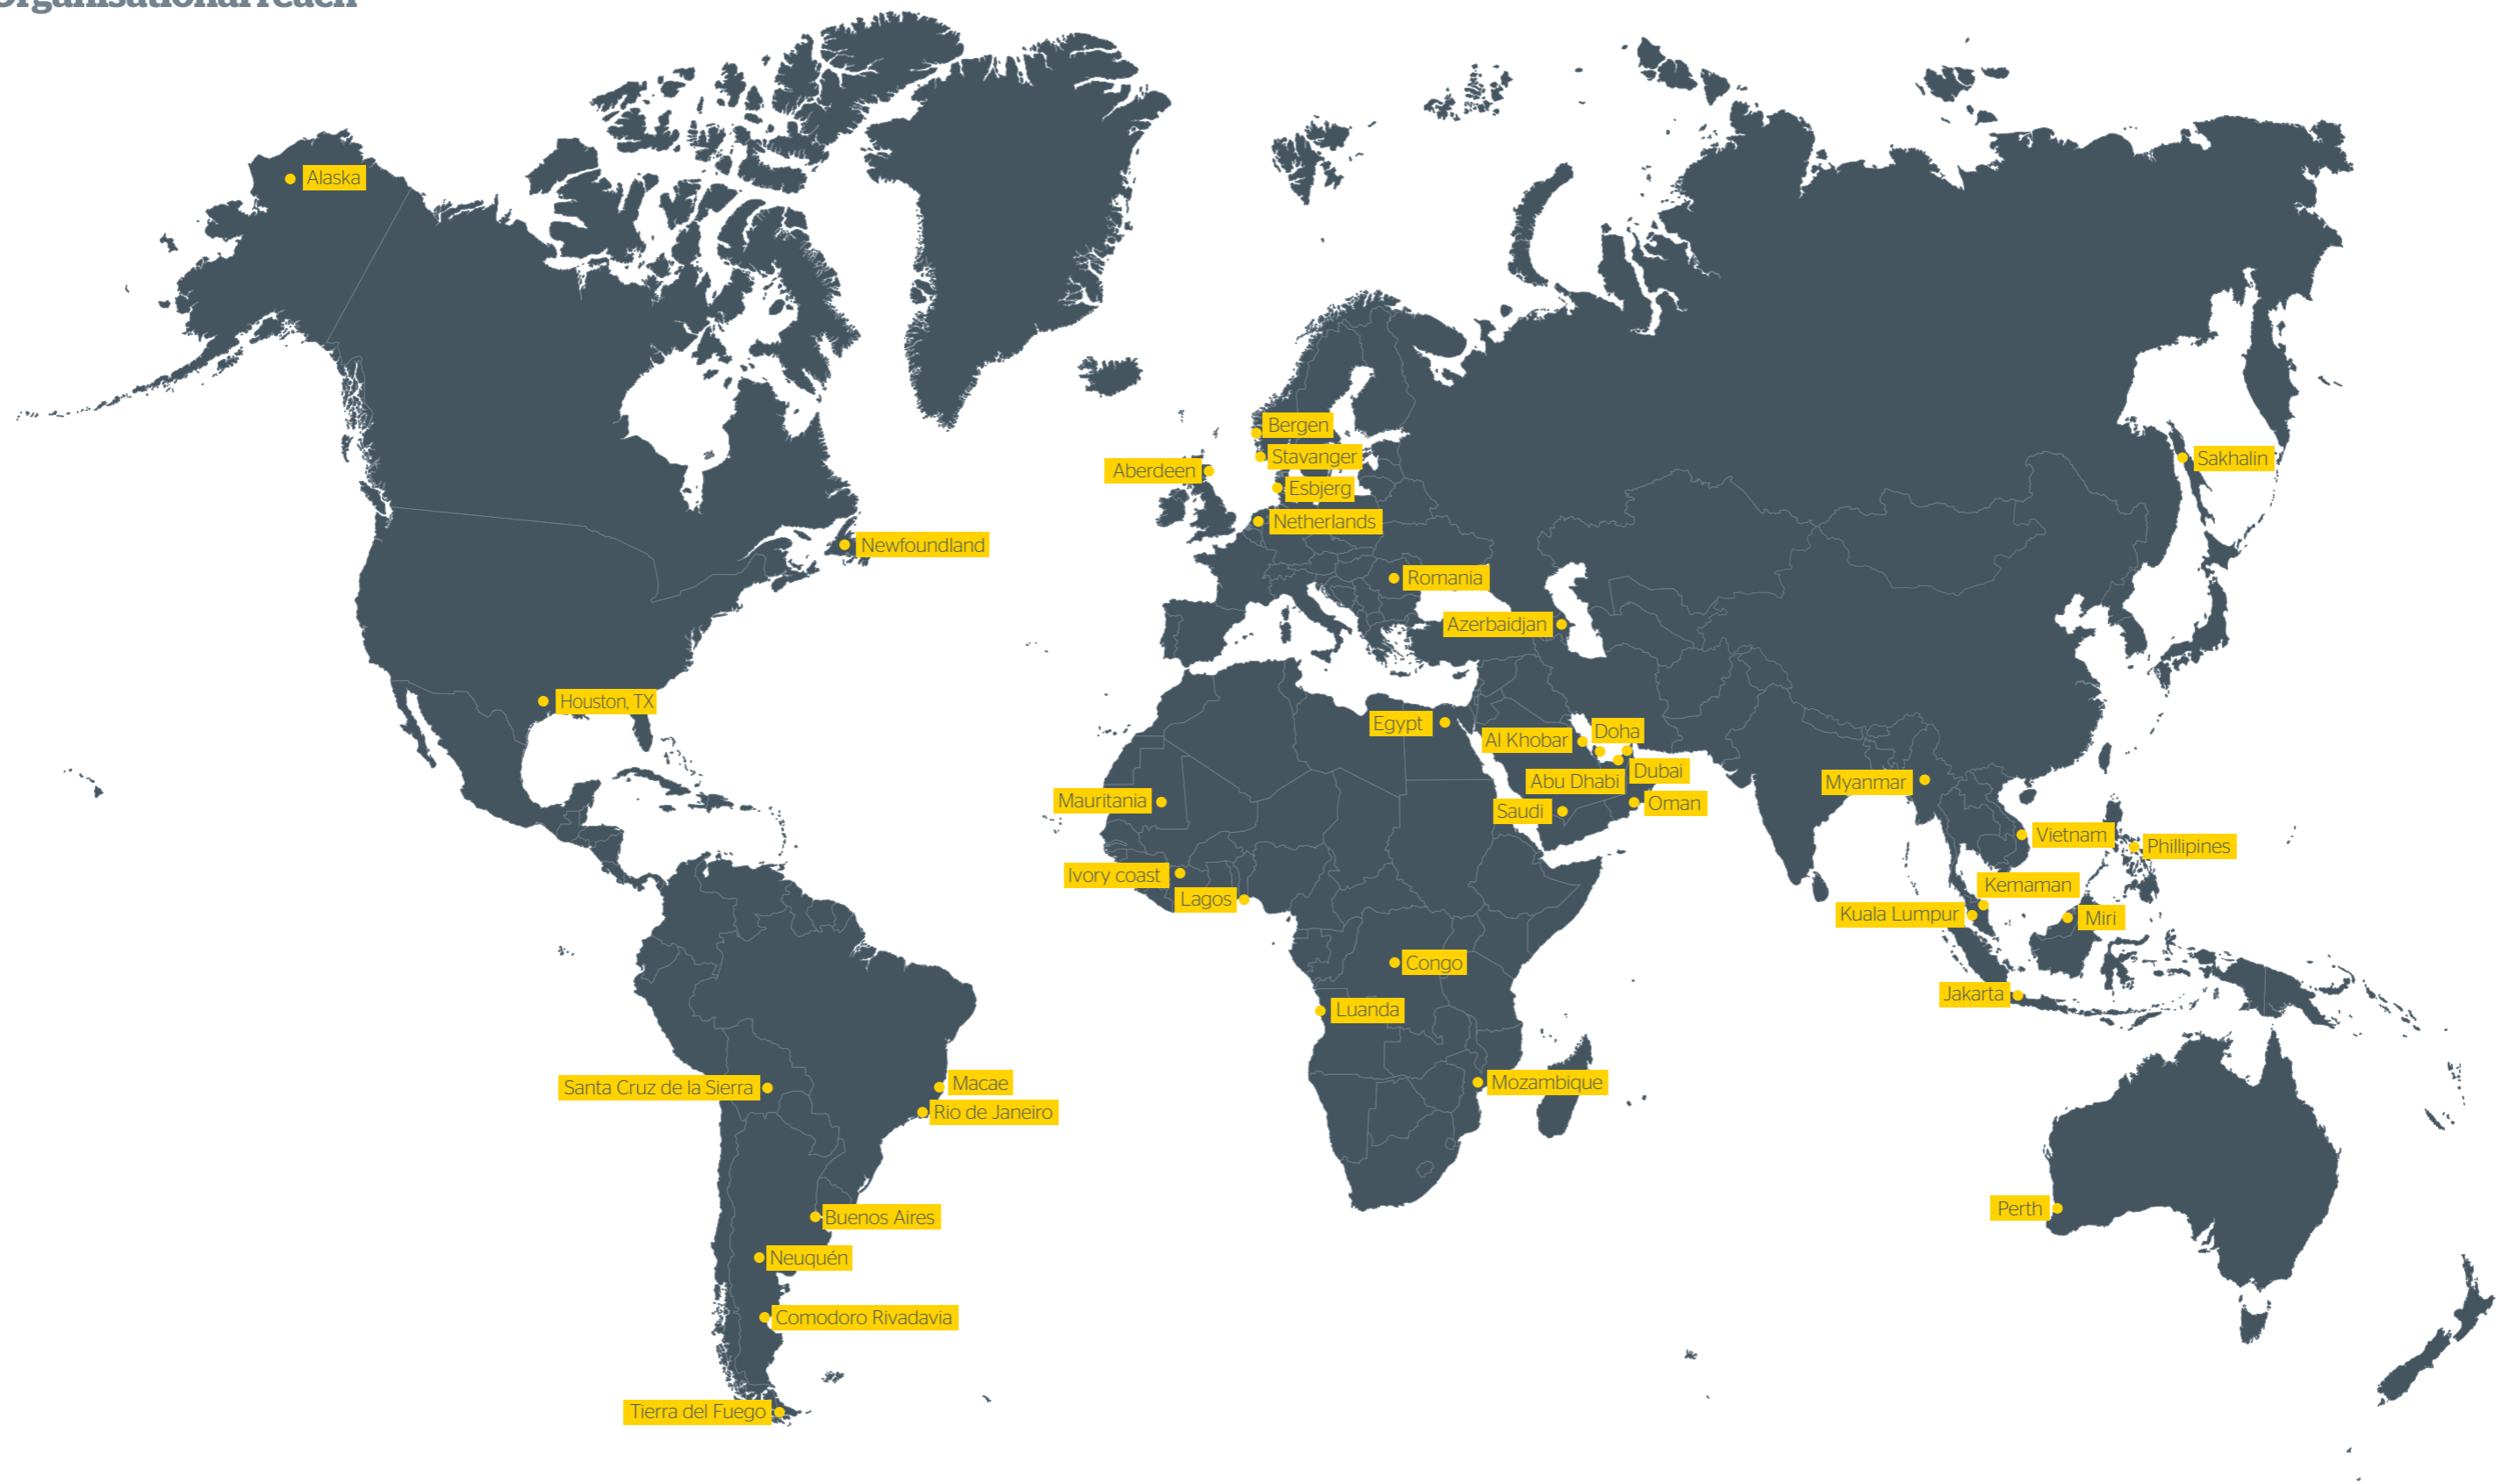 Organisational reach
Alaska
Bergen
Stavanger
Aberdeen
Sakhalin
Esbjerg
Netherlands
Newfoundland
Romania
Azerbaidjan
Houston, TX
Egypt
Doha
Al Khobar
Dubai
Abu Dhabi
Myanmar
Mauritania
Oman
Saudi
Vietnam
Phillipines
Ivory coast
Kemaman
Lagos
Kuala Lumpur
Miri
Congo
Jakarta
Luanda
Macae
Mozambique
Santa Cruz de la Sierra
Rio de Janeiro
Perth
Buenos Aires
Neuquén
Comodoro Rivadavia
Tierra del Fuego